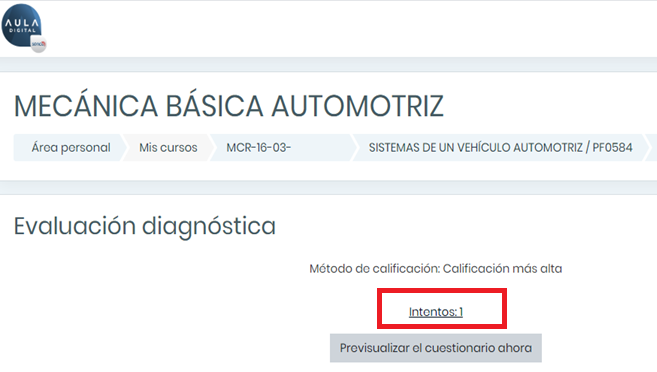 AULA
DIGITAL
MECÁNICA BÁSICA AUTOMOTRIZ
Área personal Mis cursos MCR-16-03- SISTEMAS DE UN VEHÍCULO AUTOMOTRIZ / PF0584
Evaluación diagnóstica
Método de calificación: Calificación más alta
Intentos: 1
Previsualizar el cuestionario ahora